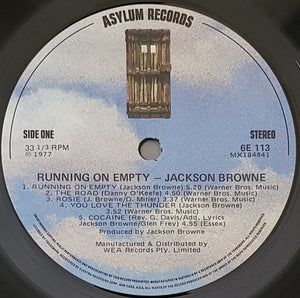 ASYLUM RECORDS
SIDE ONE
STEREO
33 1/3 RPM
6E 113
℗ 1977
MX184841
RUNNING ON EMPTY – JACKSON BROWNE
1. RUNNING ON EMPTY (Jackson Browne) 5.20 (Warner Bros. Music)
2. THE ROAD (Danny O'Keefe) 4.50 (Warner Bros. Music)
3. ROSIE (J. Browne/D. Miller) 3.37 (Warner Bros. Music)
4. YOU LOVE THE THUNDER (Jackson Browne)
3.52 (Warner Bros. Music)
5. COCAINE (Rev. G. Davis/Add. Lyrics
J. Browne/Glen Frey) 4.55 (Essex)
Produced by Jackson Browne
Manufactured & Distributed by
WEA Records Pty. Limited